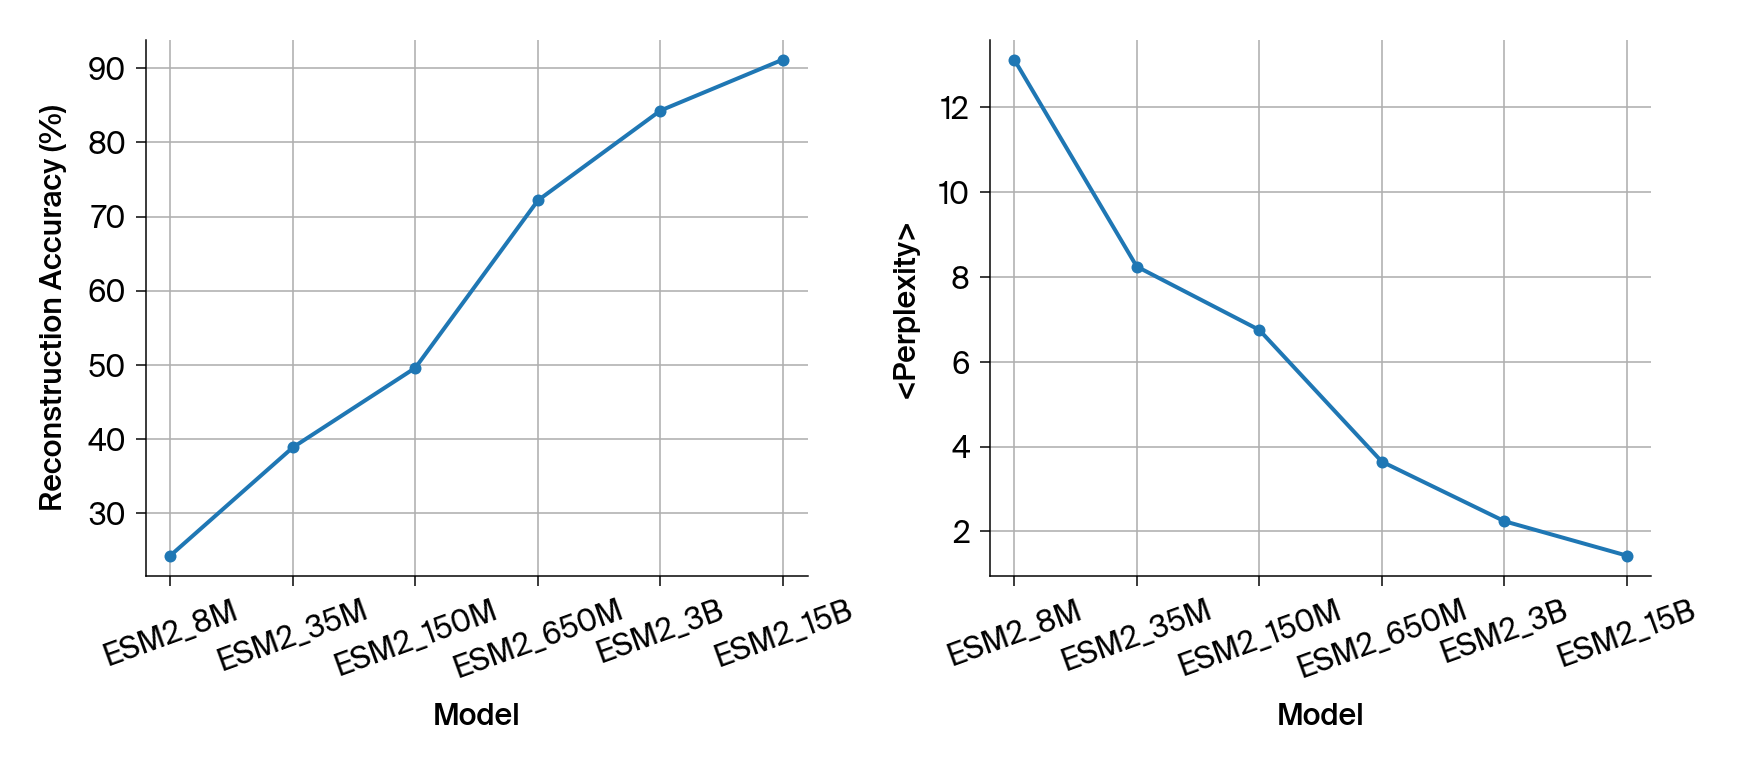 Reconstruction Accuracy (%)
90
80
70
60
50
40
30
ESM2_8M
ESM2_35M
ESM2_150M
ESM2_650M
ESM2_3B
ESM2_15B
Model
<Perplexity>
12
10
8
6
4
2
ESM2_8M
ESM2_35M
ESM2_150M
ESM2_650M
ESM2_3B
ESM2_15B
Model